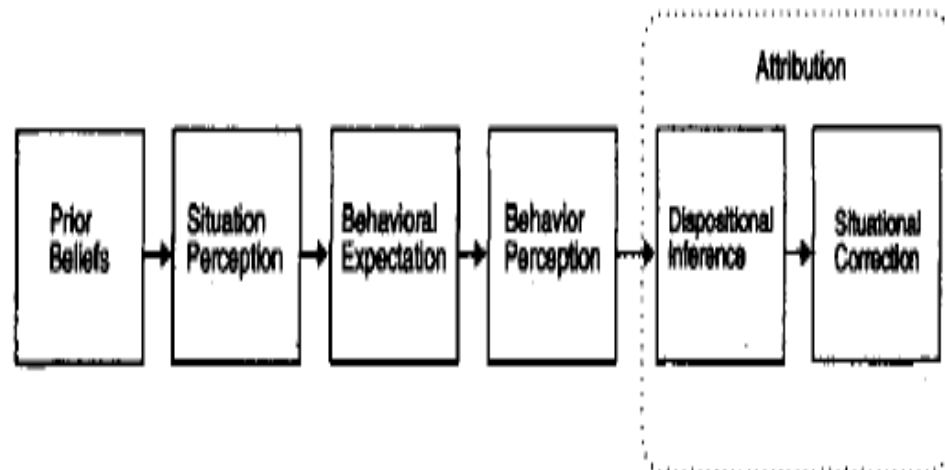 Attribution
Prior
Beliefs
Situation
Perception
Behavioral
Expectation
Behavior
Perception
Dispositional
Inference
Situational
Correction